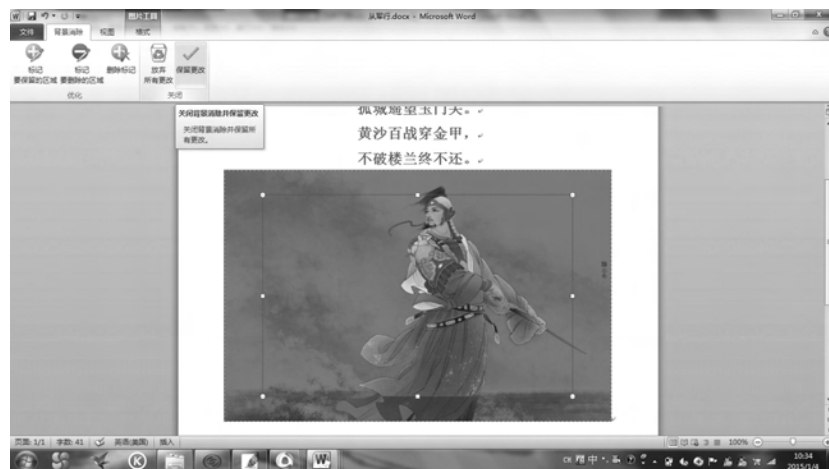 从军行.docx - Microsoft Word
图片工具
文件 背景消除 视图 格式
标记 标记 删除标记 放弃 保留更改
要保留的区域 要删除的区域 所有更改
优化 关闭
关闭背景消除并保留更改
关闭背景消除并保留所
有更改。
孤城遥望玉门关。
黄沙百战穿金甲，
不破楼兰终不还。
页面: 1/1 字数: 41 英语(美国) 插入 100%
CH 中
10:34
2015/1/4